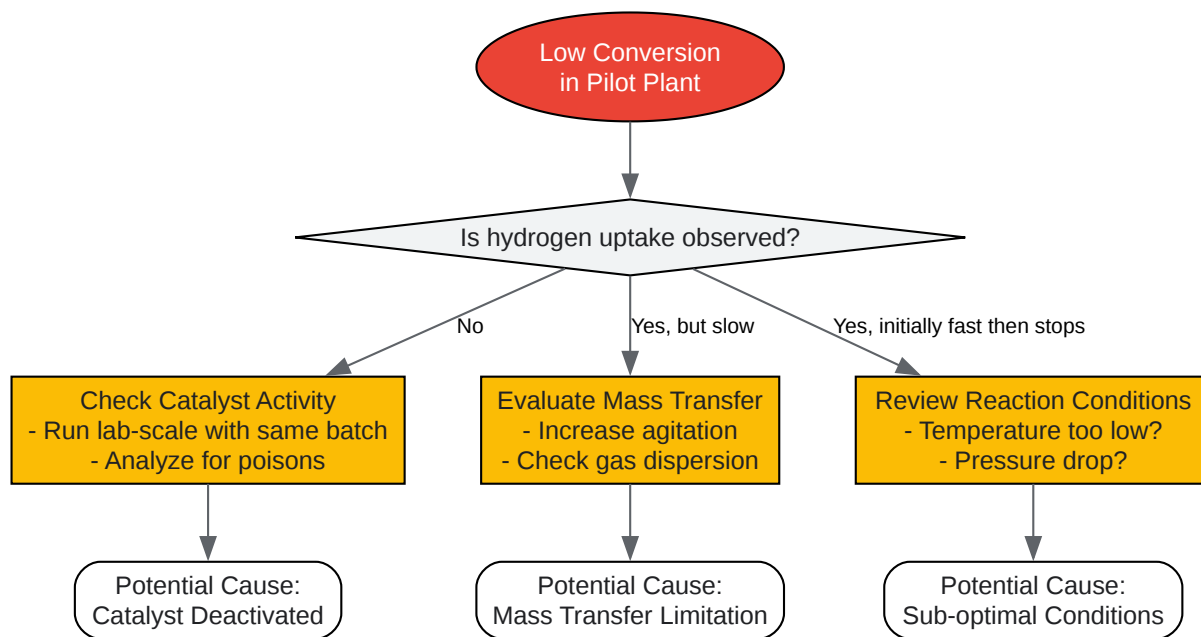 Low Conversion
in Pilot Plant
Is hydrogen uptake observed?
No
Yes, but slow
Yes, initially fast then stops
Check Catalyst Activity
- Run lab-scale with same batch
- Analyze for poisons
Evaluate Mass Transfer
- Increase agitation
- Check gas dispersion
Review Reaction Conditions
- Temperature too low?
- Pressure drop?
Potential Cause:
Catalyst Deactivated
Potential Cause:
Mass Transfer Limitation
Potential Cause:
Sub-optimal Conditions